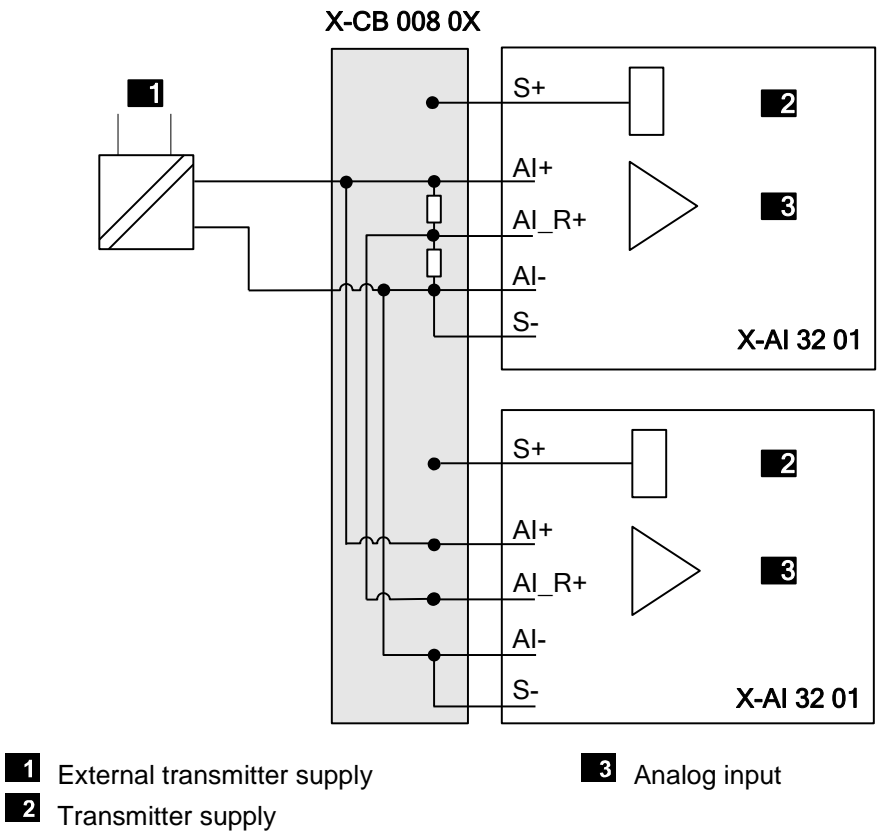 X-CB 008 0X
1
S+
2
AI+
3
AI_R+
AI-
S-
X-AI 32 01
S+
2
AI+
3
AI_R+
AI-
S-
X-AI 32 01
1 External transmitter supply
3 Analog input
2 Transmitter supply